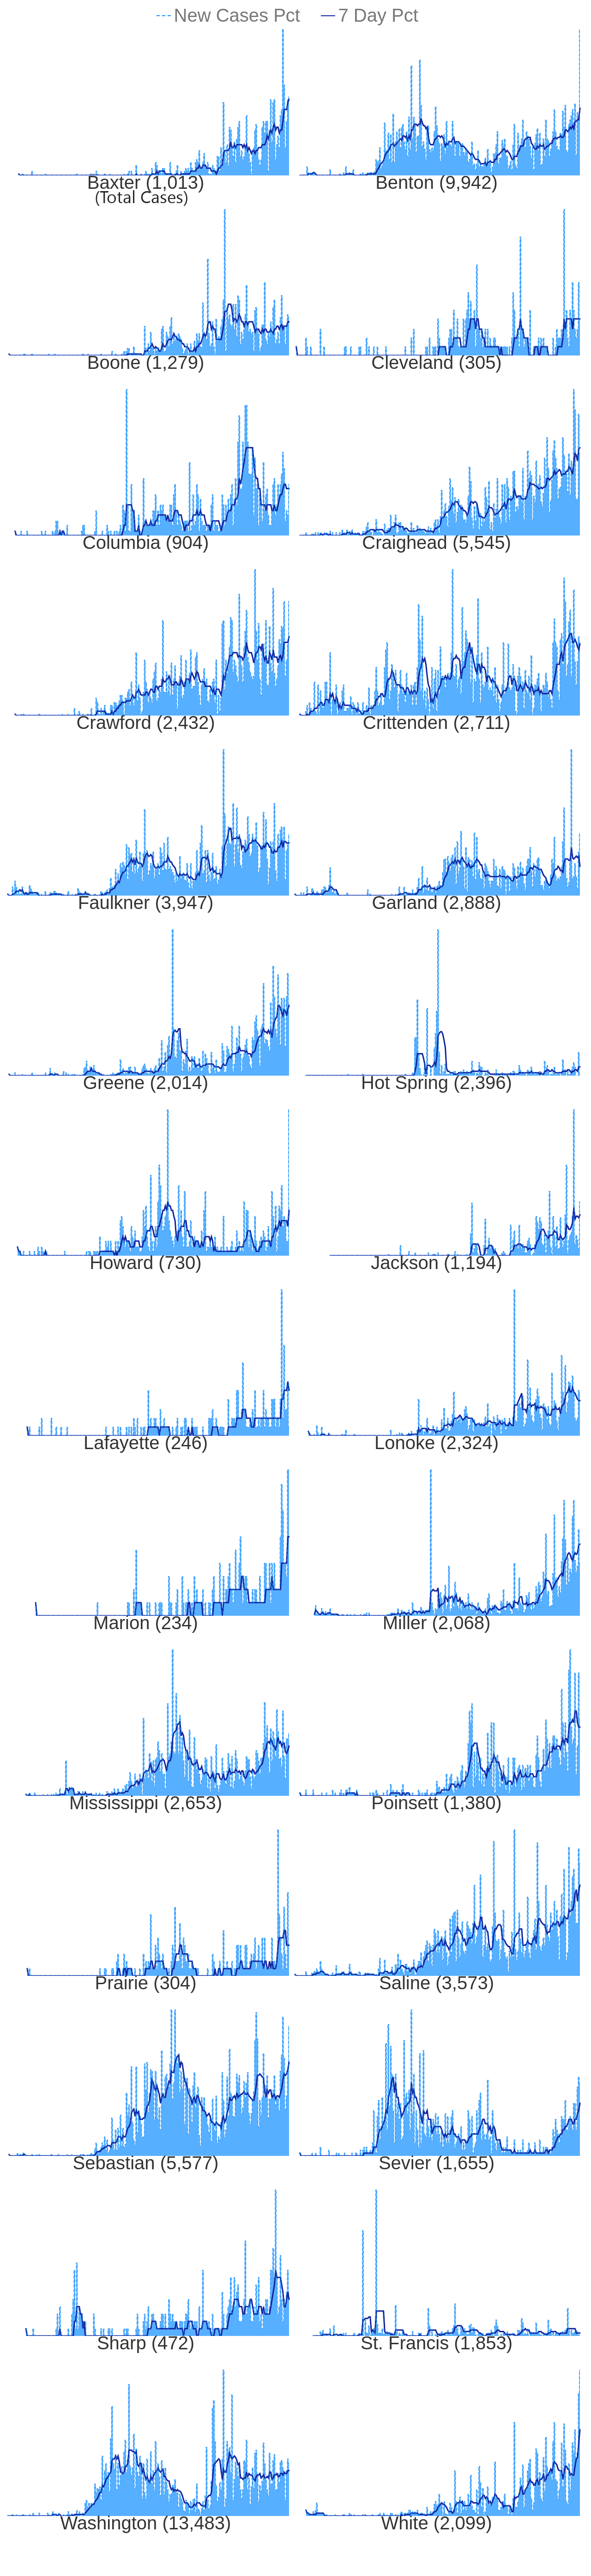 New Cases Pct 7 Day Pct
Baxter (1,013) Benton (9,942)
(Total Cases)
Boone (1,279) Cleveland (305)
Columbia (904) Craighead (5,545)
Crawford (2,432) Crittenden (2,711)
Faulkner (3,947) Garland (2,888)
Greene (2,014) Hot Spring (2,396)
Howard (730) Jackson (1,194)
Lafayette (246) Lonoke (2,324)
Marion (234) Miller (2,068)
Mississippi (2,653) Poinsett (1,380)
Prairie (304) Saline (3,573)
Sebastian (5,577) Sevier (1,655)
Sharp (472) St. Francis (1,853)
Washington (13,483) White (2,099)